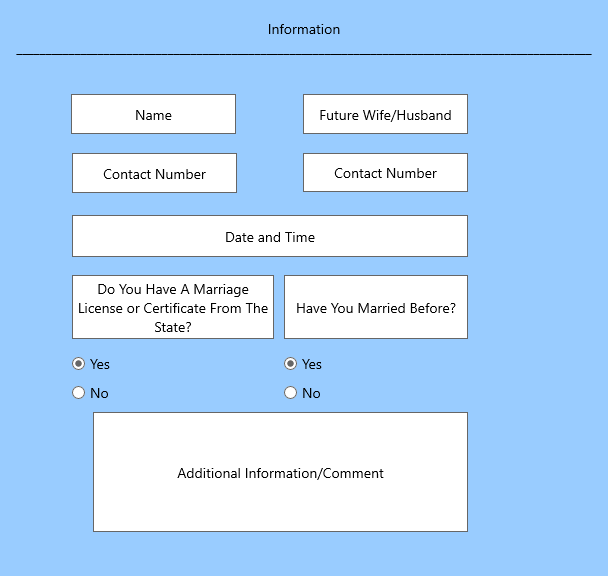 Information
Name
Future Wife/Husband
Contact Number
Contact Number
Date and Time
Do You Have A Marriage
License or Certificate From The
State?
Have You Married Before?
Yes
Yes
No
No
Additional Information/Comment